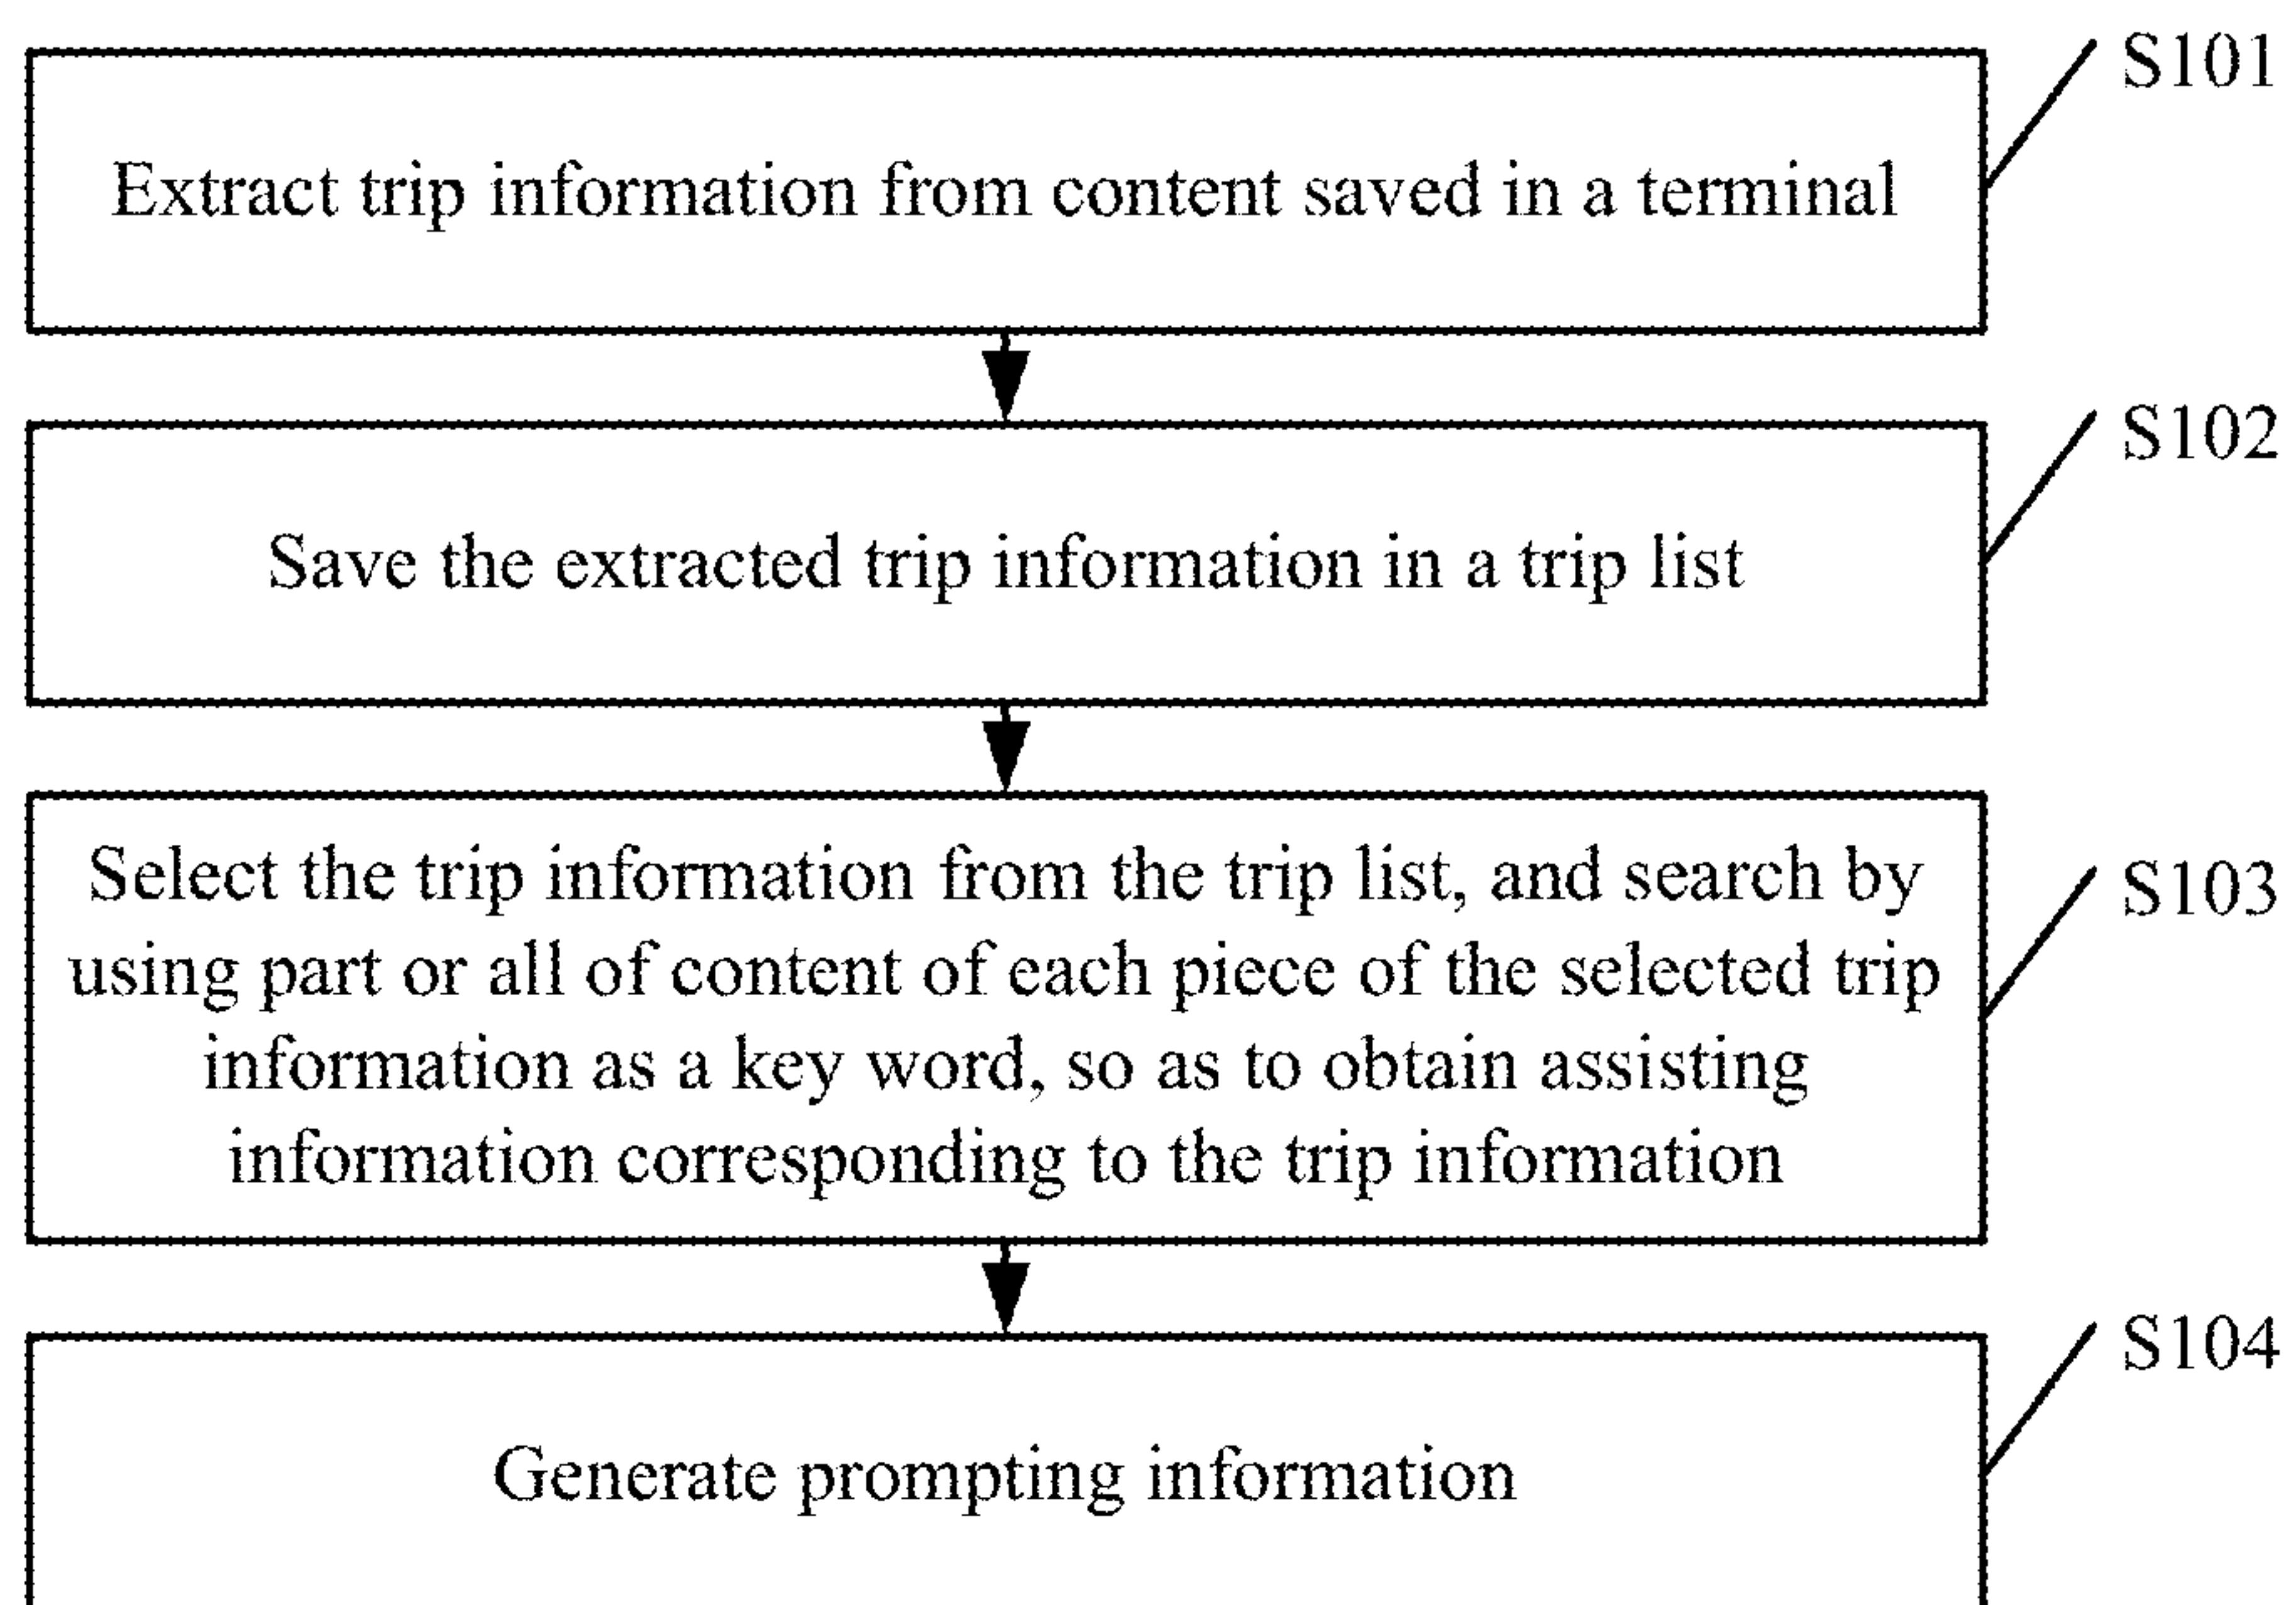 S101
Extract trip information from content saved in a terminal
S102
Save the extracted trip information in a trip list
Select the trip information from the trip list, and search by
S103
using part or all of content of each piece of the selected trip
information as a key word, so as to obtain assisting
information corresponding to the trip information
S104
Generate prompting information